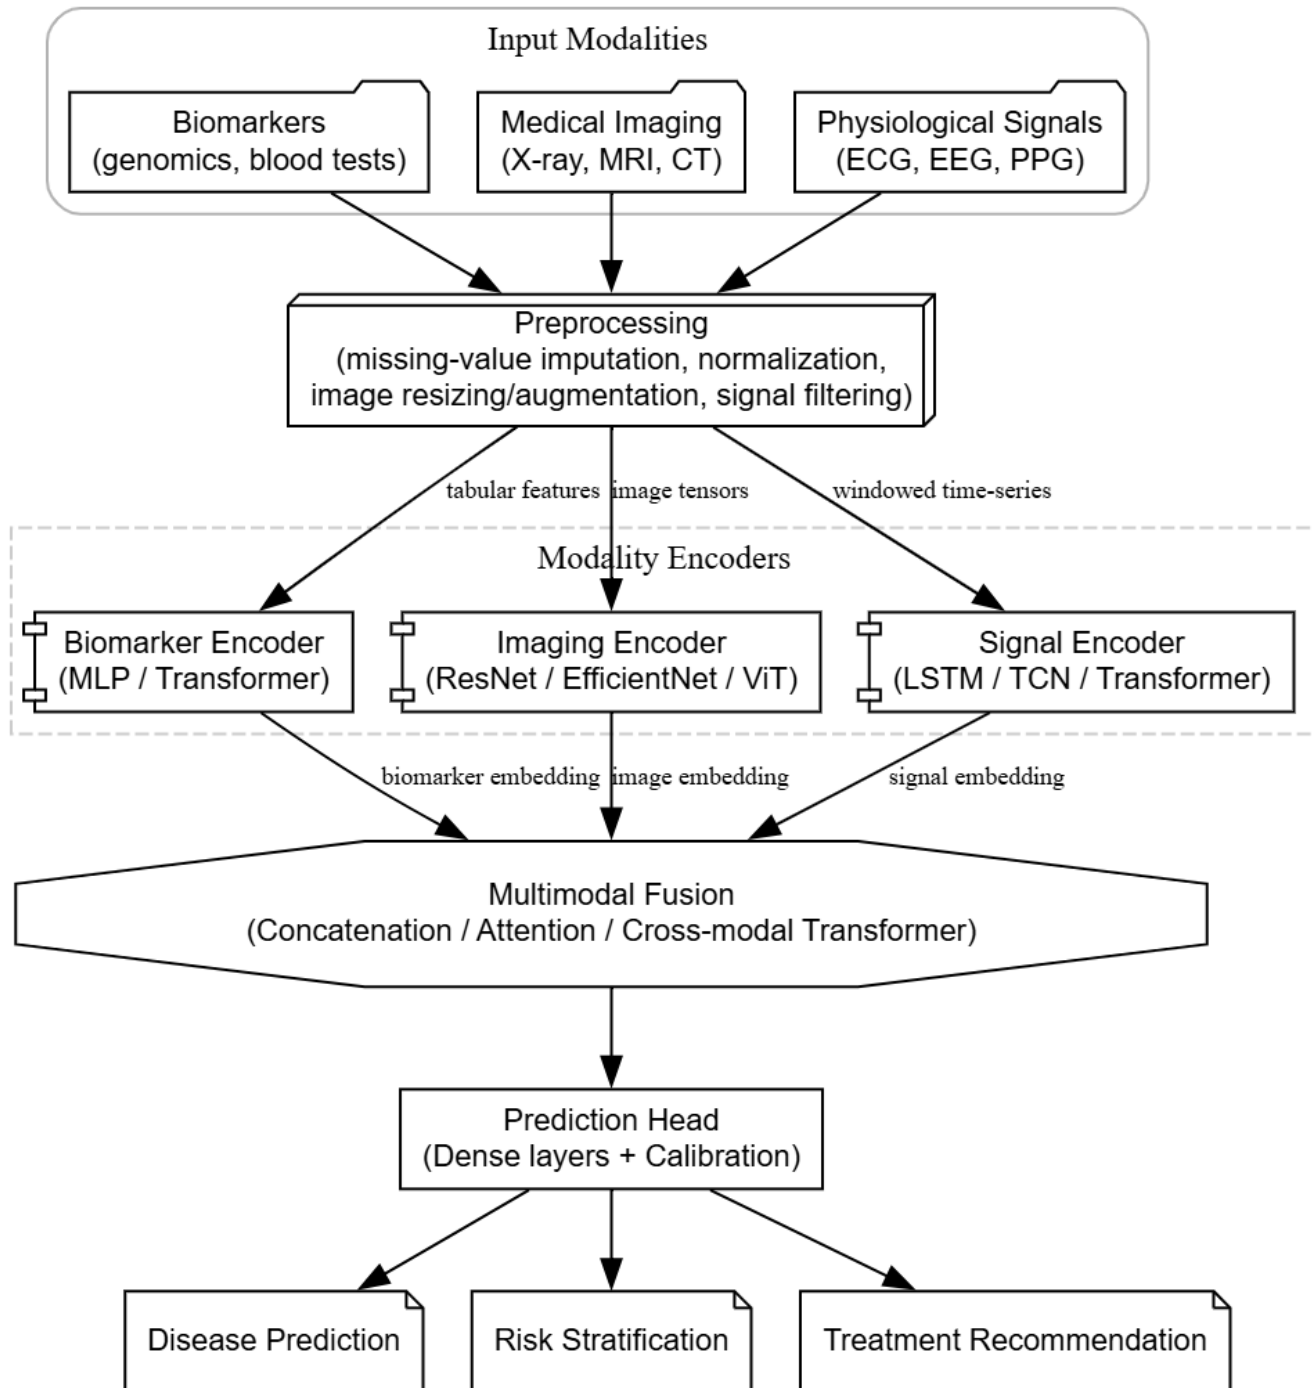 Input Modalities
Biomarkers
(genomics, blood tests)
Medical Imaging
(X-ray, MRI, CT)
Physiological Signals
(ECG, EEG, PPG)
Preprocessing
(missing-value imputation, normalization,
image resizing/augmentation, signal filtering)
tabular features
image tensors
windowed time-series
Modality Encoders
Biomarker Encoder
(MLP / Transformer)
Imaging Encoder
(ResNet / EfficientNet / ViT)
Signal Encoder
(LSTM / TCN / Transformer)
biomarker embedding
image embedding
signal embedding
Multimodal Fusion
(Concatenation / Attention / Cross-modal Transformer)
Prediction Head
(Dense layers + Calibration)
Disease Prediction
Risk Stratification
Treatment Recommendation